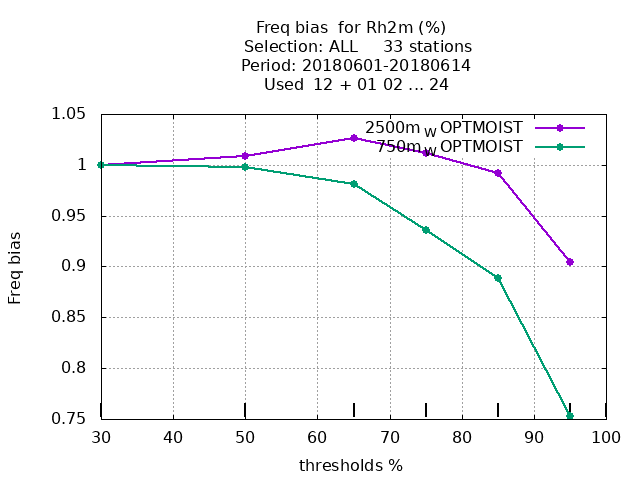 Freq bias  for Rh2m (%)
Selection: ALL     33 stations
Period: 20180601-20180614
Used  12 + 01 02 ... 24
2500m W OPTMOIST
750m W OPTMOIST
1.05
1
0.95
0.9
0.85
0.8
0.75
Freq bias
30 40 50 60 70 80 90 100
thresholds %